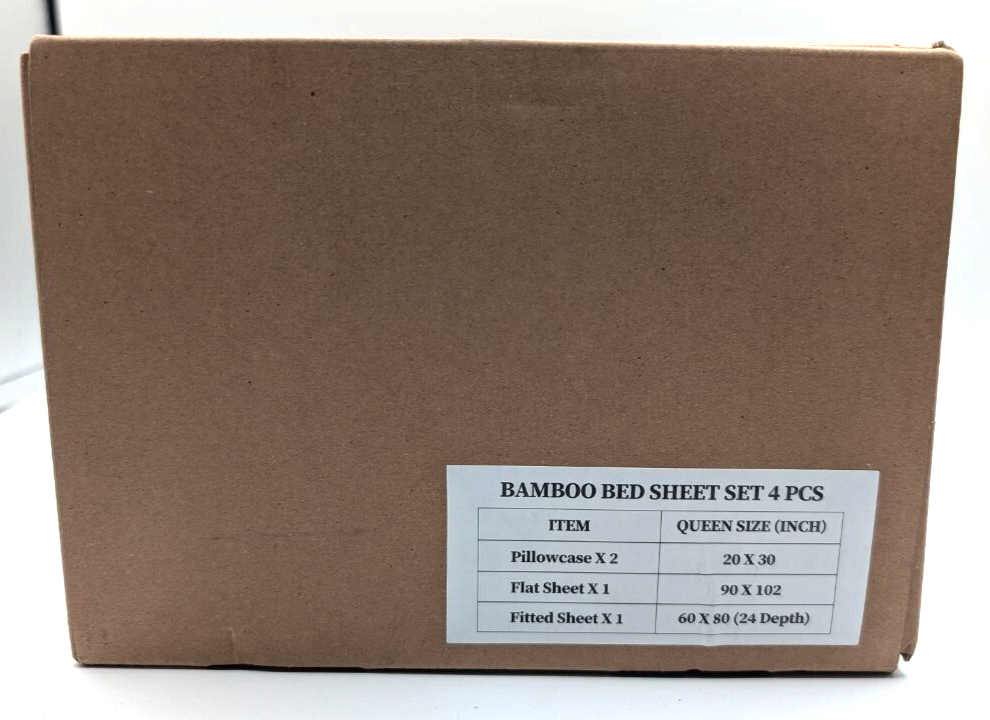 BAMBOO BED SHEET SET 4 PCS
ITEM QUEEN SIZE (INCH)
Pillowcase X 2 20 X 30
Flat Sheet X 1 90 X 102
Fitted Sheet X 1 60 X 80 (24 Depth)